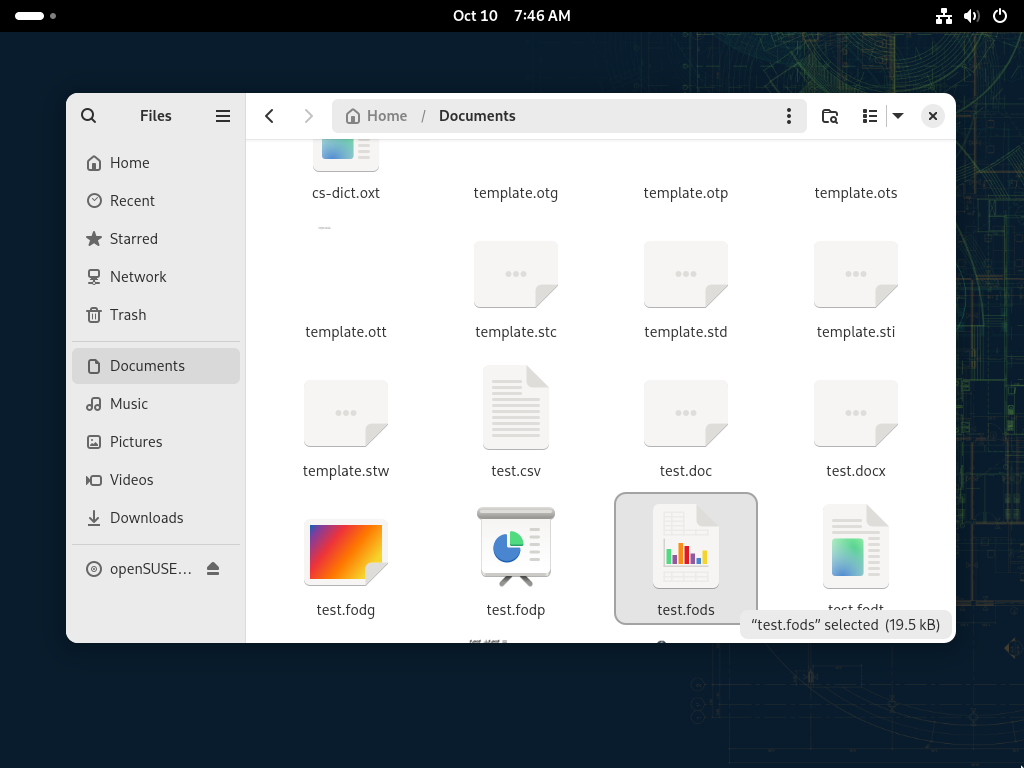 Oct 10 7:46 AM
Files
Home / Documents
Home
Recent
Starred
Network
Trash
Documents
Music
Pictures
Videos
Downloads
openSUSE…
cs-dict.oxt template.otg template.otp template.ots
template.ott template.stc template.std template.sti
template.stw test.csv test.doc test.docx
test.fodg test.fodp test.fods test.fodt
“test.fods” selected (19.5 kB)